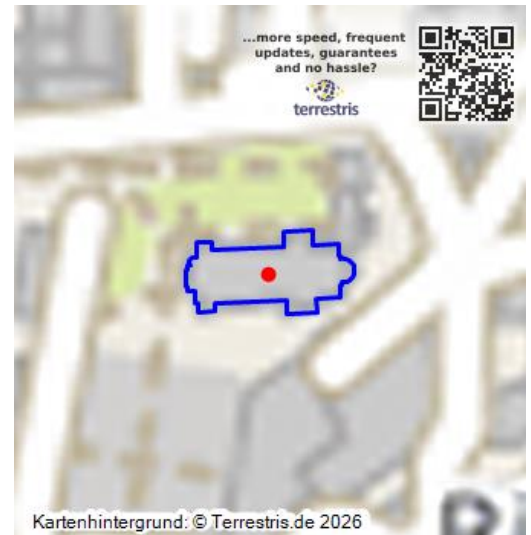 ...more speed, frequent
updates, guarantees
and no hassle?
terrestris
Kartenhintergrund: © Terrestris.de 2026